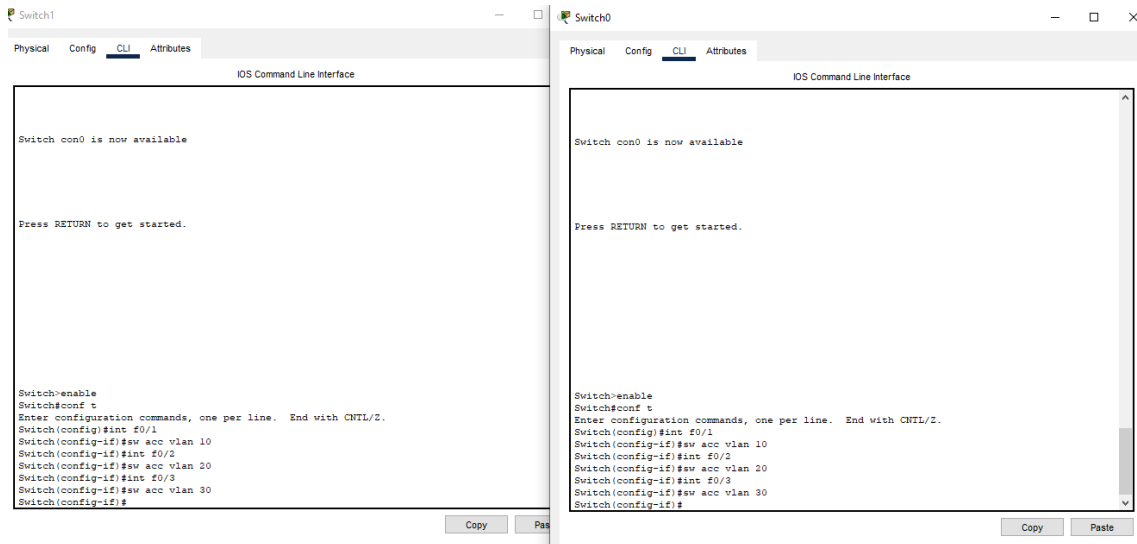 Switch1
Physical Config CLI Attributes
IOS Command Line Interface
Switch con0 is now available
Press RETURN to get started.
Switch>enable
Switch#conf t
Enter configuration commands, one per line.  End with CNTL/Z.
Switch(config)#int f0/1
Switch(config-if)#sw acc vlan 10
Switch(config-if)#int f0/2
Switch(config-if)#sw acc vlan 20
Switch(config-if)#int f0/3
Switch(config-if)#sw acc vlan 30
Switch(config-if)#
Copy Pas
Switch0
Physical Config CLI Attributes
IOS Command Line Interface
Switch con0 is now available
Press RETURN to get started.
Switch>enable
Switch#conf t
Enter configuration commands, one per line.  End with CNTL/Z.
Switch(config)#int f0/1
Switch(config-if)#sw acc vlan 10
Switch(config-if)#int f0/2
Switch(config-if)#sw acc vlan 20
Switch(config-if)#int f0/3
Switch(config-if)#sw acc vlan 30
Switch(config-if)#
Copy Paste